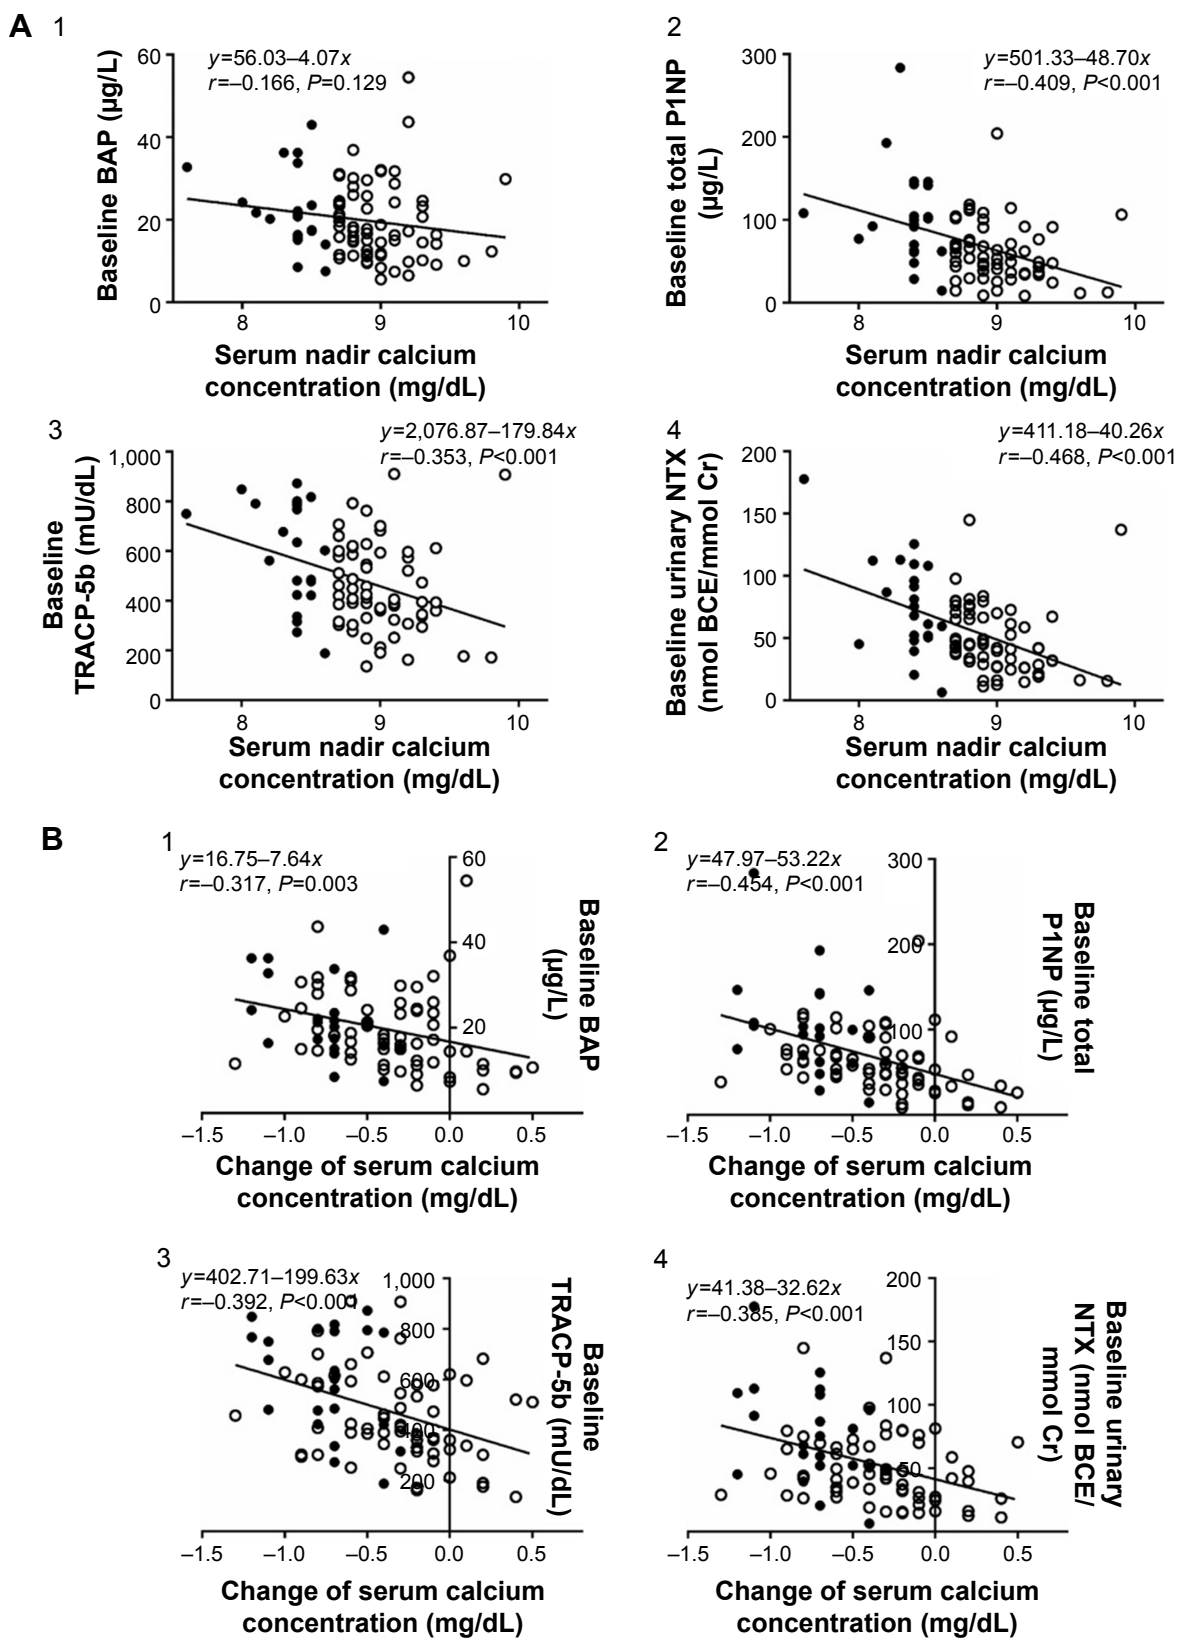 A 1
y=56.03–4.07x
r=–0.166, P=0.129
Baseline BAP (µg/L)
60
40
20
0
8 9 10
Serum nadir calcium
concentration (mg/dL)
2
y=501.33–48.70x
r=–0.409, P<0.001
Baseline total P1NP
(µg/L)
300
200
100
0
8 9 10
Serum nadir calcium
concentration (mg/dL)
3
y=2,076.87–179.84x
r=–0.353, P<0.001
Baseline
TRACP-5b (mU/dL)
1,000
800
600
400
200
0
8 9 10
Serum nadir calcium
concentration (mg/dL)
4
y=411.18–40.26x
r=–0.468, P<0.001
Baseline urinary NTX
(nmol BCE/mmol Cr)
200
150
100
50
0
8 9 10
Serum nadir calcium
concentration (mg/dL)
B 1
y=16.75–7.64x
r=–0.317, P=0.003
60
40
20
Baseline BAP
(µg/L)
–1.5 –1.0 –0.5 0.0 0.5
Change of serum calcium
concentration (mg/dL)
2
y=47.97–53.22x
r=–0.454, P<0.001
300
200
100
Baseline total
P1NP (µg/L)
–1.5 –1.0 –0.5 0.0 0.5
Change of serum calcium
concentration (mg/dL)
3
y=402.71–199.63x
r=–0.392, P<0.001
1,000
800
600
400
200
Baseline
TRACP-5b (mU/dL)
–1.5 –1.0 –0.5 0.0 0.5
Change of serum calcium
concentration (mg/dL)
4
y=41.38–32.62x
r=–0.385, P<0.001
200
150
100
50
Baseline urinary
NTX (nmol BCE/
mmol Cr)
–1.5 –1.0 –0.5 0.0 0.5
Change of serum calcium
concentration (mg/dL)